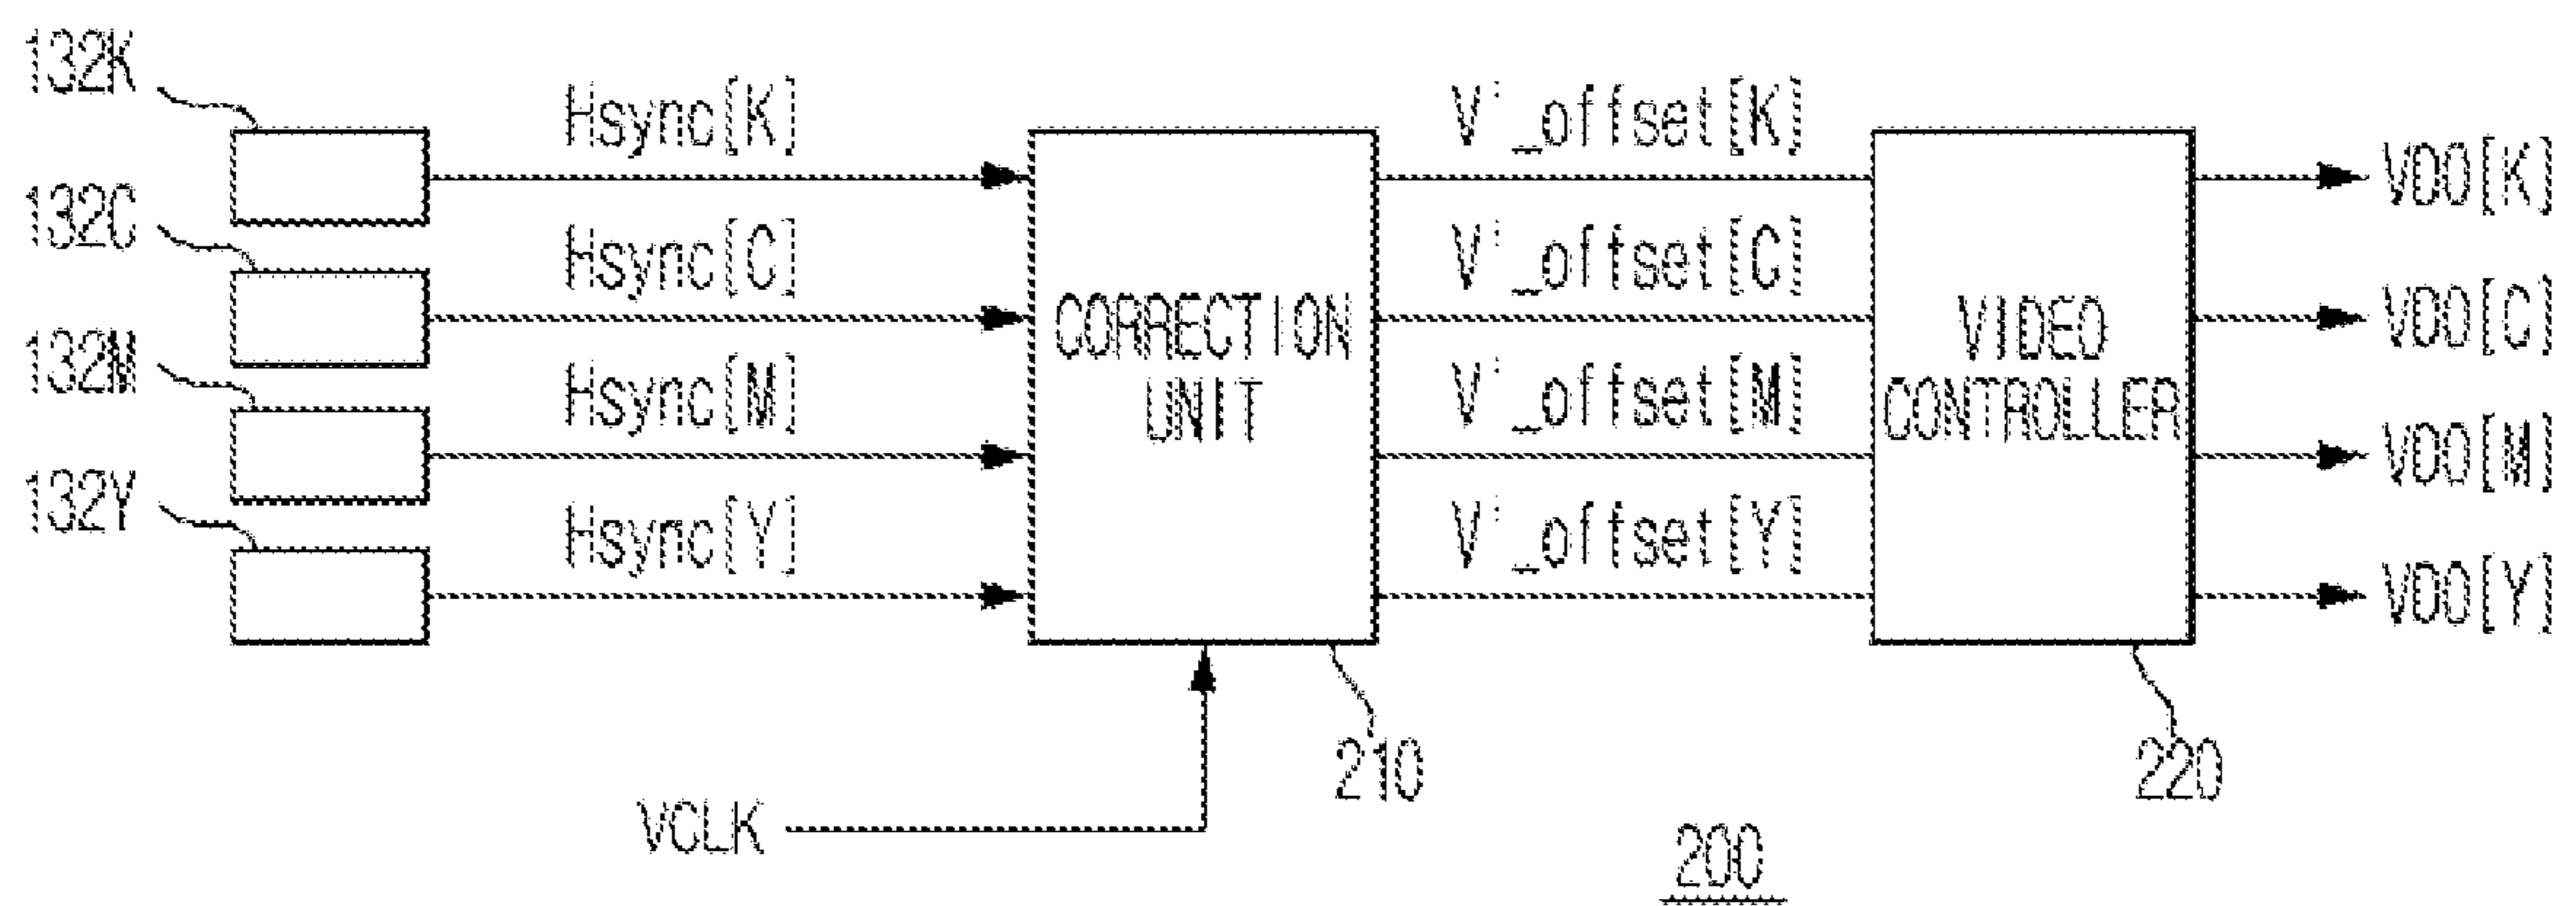 132K
Hsync[K]
V'_offset[K]
VDO[K]
132C
Hsync[C]
V'_offset[C]
VDO[C]
CORRECTION
UNIT
VIDEO
CONTROLLER
132M
Hsync[M]
V'_offset[M]
VDO[M]
132Y
Hsync[Y]
V'_offset[Y]
VDO[Y]
210
220
VCLK
200